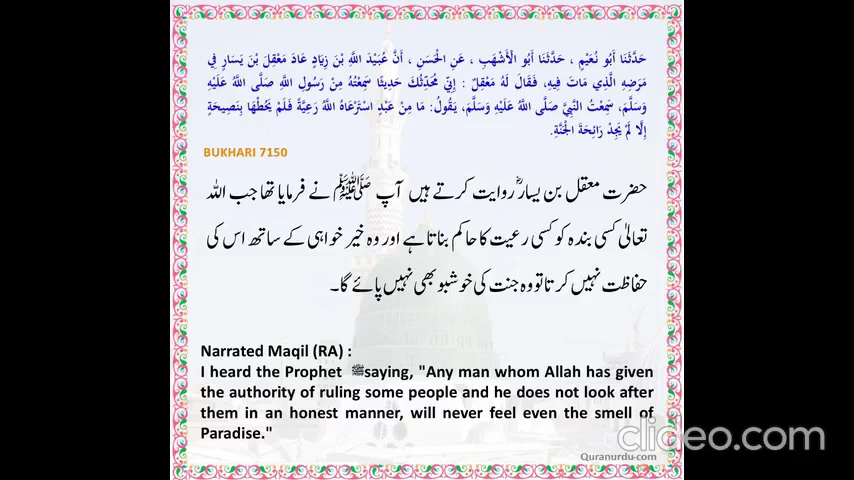 حَدَّثَنَا أَبُو نُعَيْمٍ ، حَدَّثَنَا أَبُو الْأَشْهَبِ ، عَنِ الْحَسَنِ ، أَنَّ عُبَيْدَ اللَّهِ بْنَ زِيَادٍ عَادَ مَعْقِلَ بْنَ يَسَارٍ فِي
مَرَضِهِ الَّذِي مَاتَ فِيهِ، فَقَالَ لَهُ مَعْقِلٌ : إِنِّي مُحَدِّثُكَ حَدِيثًا سَمِعْتُهُ مِنْ رَسُولِ اللَّهِ صَلَّى اللَّهُ عَلَيْهِ
وَسَلَّمَ، سَمِعْتُ النَّبِيَّ صَلَّى اللَّهُ عَلَيْهِ وَسَلَّمَ، يَقُولُ: مَا مِنْ عَبْدٍ اسْتَرْعَاهُ اللَّهُ رَعِيَّةً فَلَمْ يَحُطْهَا بِنَصِيحَةٍ
إِلَّا لَمْ يَجِدْ رَائِحَةَ الْجَنَّةِ.
BUKHARI 7150
حضرت معقل بن یسارؓ روایت کرتے ہیں آپ ﷺ نے فرمایا تھا جب اللہ
تعالیٰ کسی بندہ کو کسی رعیت کا حاکم بناتا ہے اور وہ خیر خواہی کے ساتھ اس کی
حفاظت نہیں کرتا تو وہ جنت کی خوشبو بھی نہیں پائے گا۔
Narrated Maqil (RA) :
I heard the Prophet ﷺsaying, "Any man whom Allah has given
the authority of ruling some people and he does not look after
them in an honest manner, will never feel even the smell of
Paradise."
clideo.com
Quranurdu·com